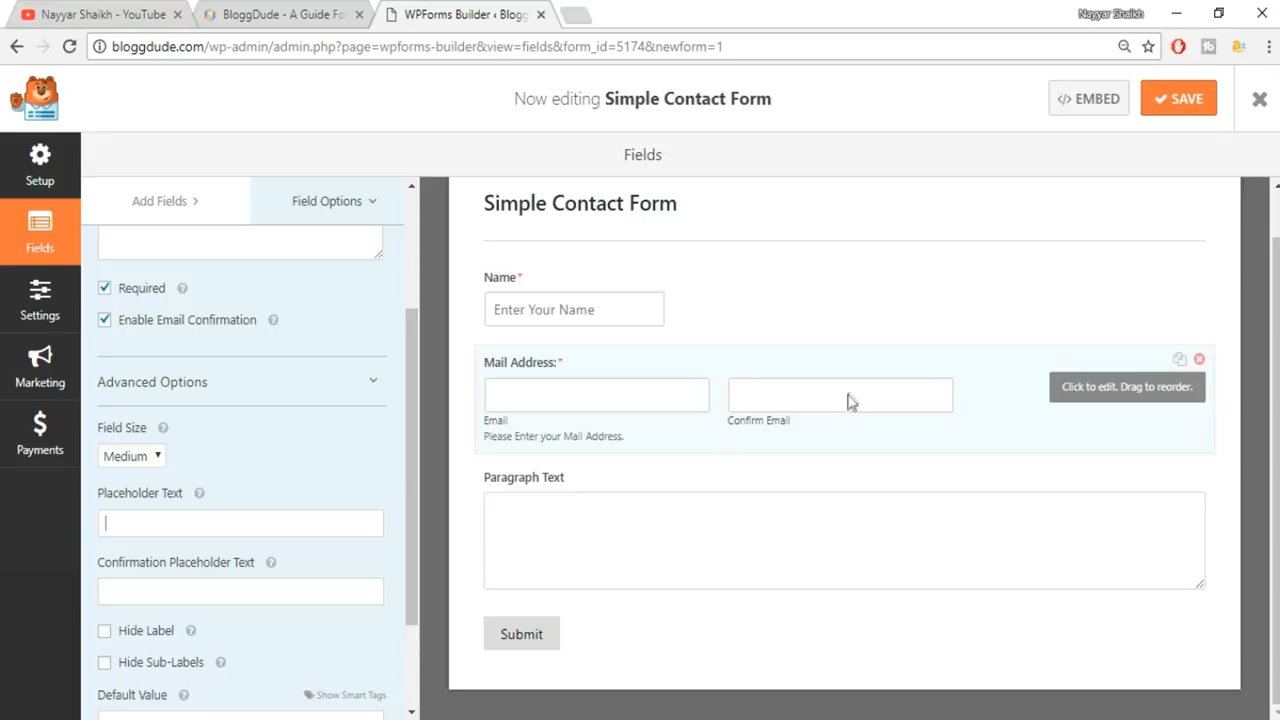 Nayyar Shaikh - YouTube
BloggDude - A Guide Fo
WPForms Builder ‹ Blogg
Nayyar Shaikh
bloggdude.com/wp-admin/admin.php?page=wpforms-builder&view=fields&form_id=5174&newform=1
Now editing Simple Contact Form
</> EMBED
SAVE
Fields
Setup
Fields
Settings
Marketing
Payments
Add Fields
Field Options
Required
Enable Email Confirmation
Advanced Options
Field Size
Medium
Placeholder Text
Confirmation Placeholder Text
Hide Label
Hide Sub-Labels
Default Value
Show Smart Tags
Simple Contact Form
Name*
Enter Your Name
Mail Address:*
Click to edit. Drag to reorder.
Email
Confirm Email
Please Enter your Mail Address.
Paragraph Text
Submit